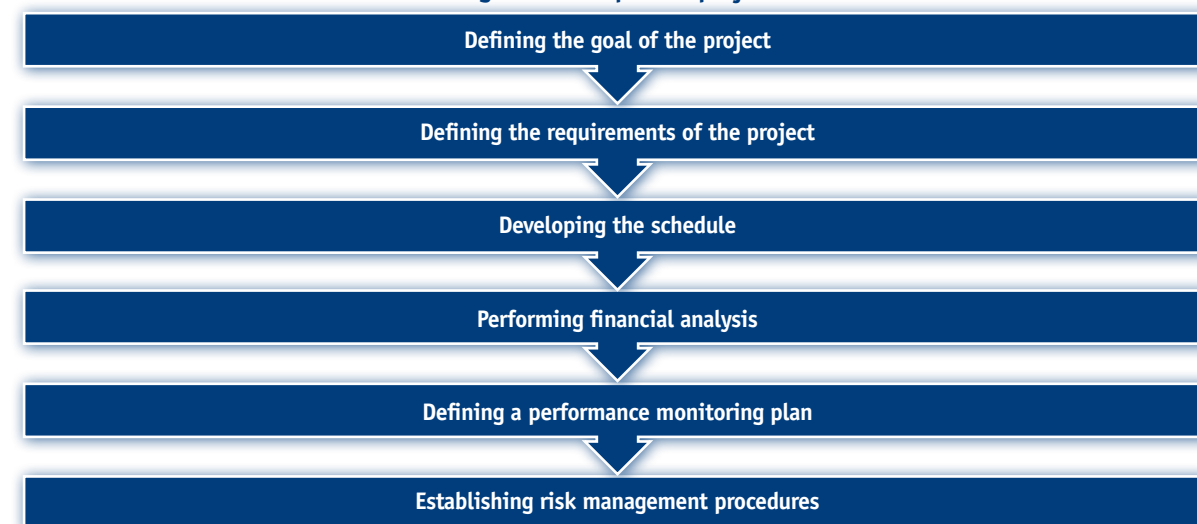 Defining the goal of the project
Defining the requirements of the project
Developing the schedule
Performing financial analysis
Defining a performance monitoring plan
Establishing risk management procedures